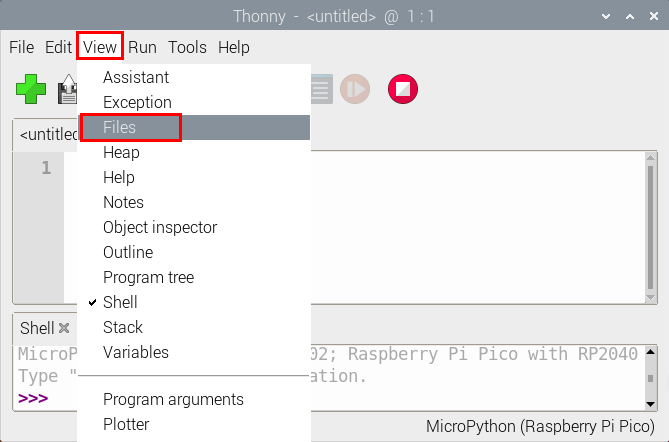 Thonny - <untitled> @ 1 : 1
File Edit View Run Tools Help
Assistant
Exception
<untitled
Files
1
Heap
Help
Notes
Object inspector
Outline
Program tree
Shell
Stack
Variables
Program arguments
Plotter
Shell
MicroP 02; Raspberry Pi Pico with RP2040
Type " ation.
>>>
MicroPython (Raspberry Pi Pico)